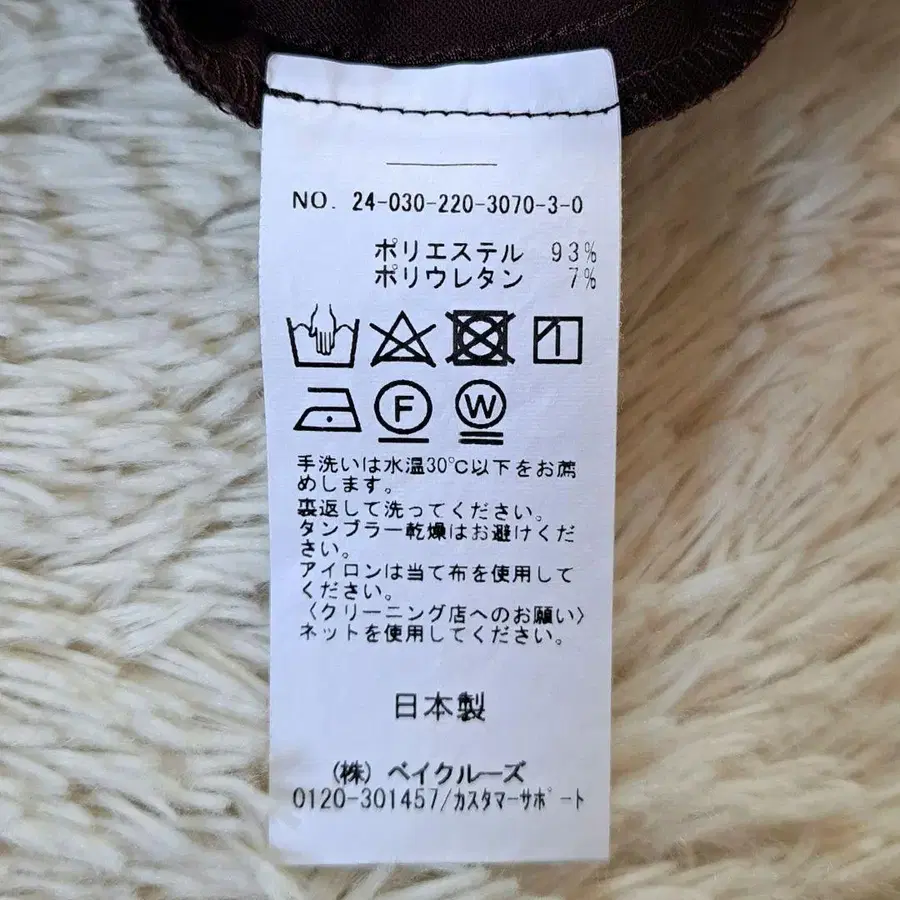 NO. 24-030-220-3070-3-0
ポリエステル 93%
ポリウレタン 7%
F W
手洗いは水温30℃以下をお薦
めします。
裏返して洗ってください。
タンブラー乾燥はお避けくだ
さい。
アイロンは当て布を使用して
ください。
〈クリーニング店へのお願い〉
ネットを使用してください。
日本製
(株) ベイクルーズ
0120-301457/カスタマーサポート